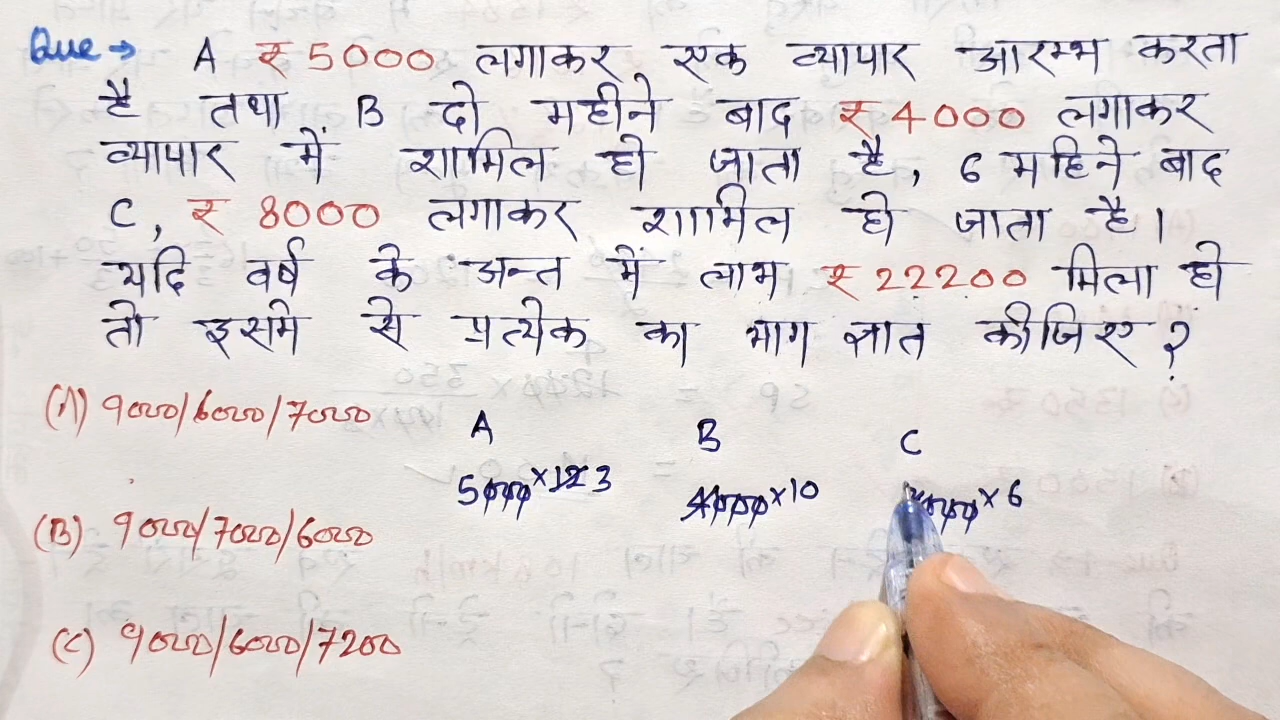 Que → A ₹ 5000 लगाकर एक व्यापार आरम्भ करता
है तथा B दो महीने बाद ₹ 4000 लगाकर
व्यापार में शामिल हो जाता है, 6 महिने बाद
C, ₹ 8000 लगाकर शामिल हो जाता है।
यदि वर्ष के अन्त में लाभ ₹ 22200 मिला हो
तो इसमे से प्रत्येक का भाग ज्ञात कीजिए ?
(A) 9000/6000/7000
A B C
5000×12 3 4000×10 000×6
(B) 9000/7000/6000
(C) 9000/6000/7200